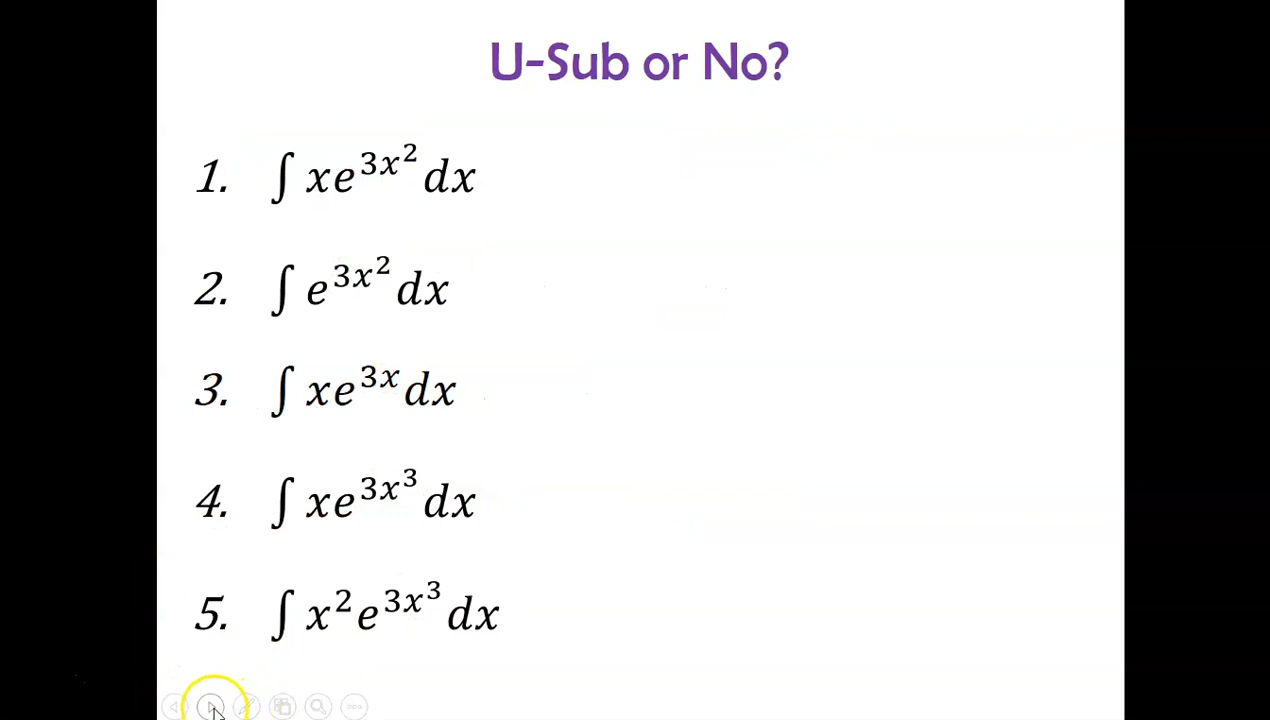 U-Sub or No?
1. ∫ xe^{3x^2} dx
2. ∫ e^{3x^2} dx
3. ∫ xe^{3x} dx
4. ∫ xe^{3x^3} dx
5. ∫ x^2e^{3x^3} dx